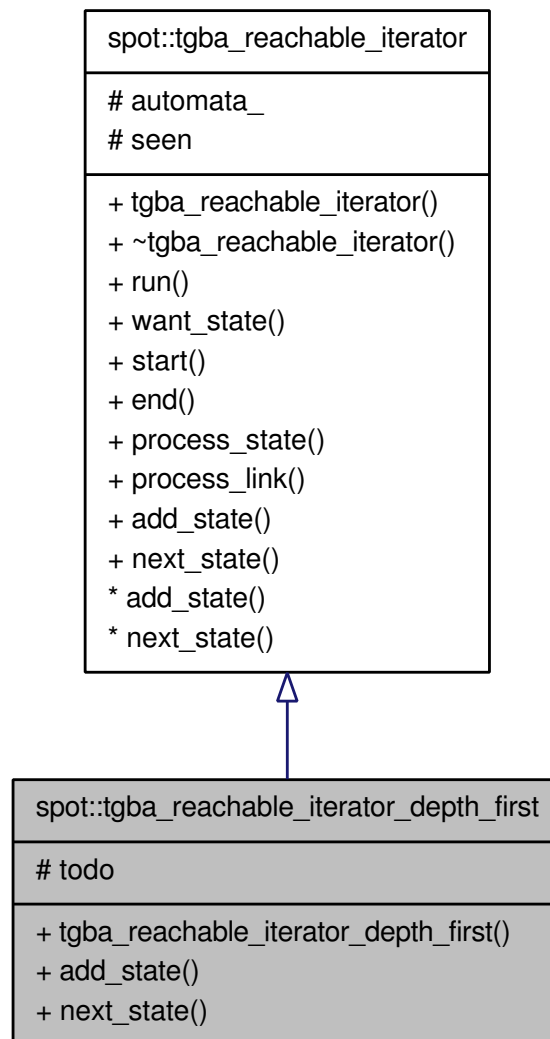 spot::tgba_reachable_iterator
# automata_
# seen
+ tgba_reachable_iterator()
+ ~tgba_reachable_iterator()
+ run()
+ want_state()
+ start()
+ end()
+ process_state()
+ process_link()
+ add_state()
+ next_state()
* add_state()
* next_state()
spot::tgba_reachable_iterator_depth_first
# todo
+ tgba_reachable_iterator_depth_first()
+ add_state()
+ next_state()